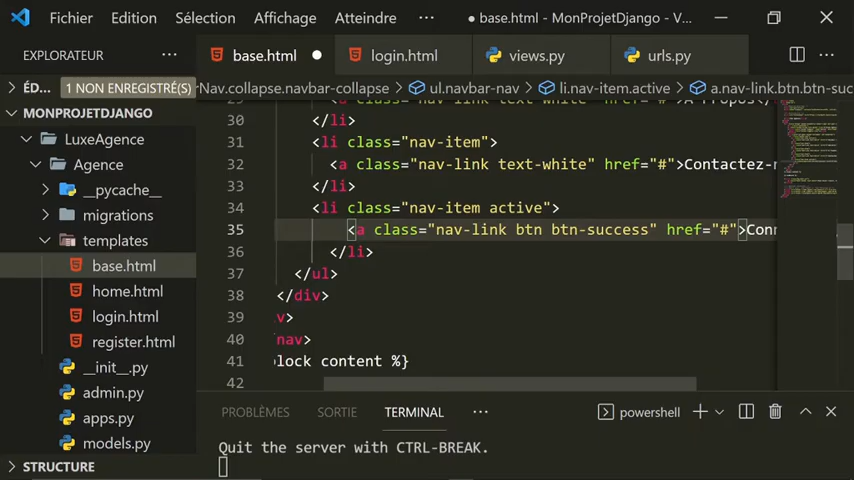 Fichier Édition Sélection Affichage Atteindre ··· ● base.html - MonProjetDjango - V...
EXPLORATEUR ···
base.html ● login.html views.py urls.py ···
ÉD... 1 NON ENREGISTRÉ(S)
rNav.collapse.navbar-collapse > ul.navbar-nav > li.nav-item.active > a.nav-link.btn.btn-suc
MONPROJETDJANGO
LuxeAgence
Agence
__pycache__
migrations
templates
base.html
home.html
login.html
register.html
__init__.py
admin.py
apps.py
models.py
STRUCTURE
30 </li>
31 <li class="nav-item">
32 <a class="nav-link text-white" href="#">Contactez-
33 </li>
34 <li class="nav-item active">
35 <a class="nav-link btn btn-success" href="#">Conn
36 </li>
37 </ul>
38 </div>
39 v>
40 nav>
41 lock content %}
42
PROBLÈMES SORTIE TERMINAL ··· powershell
Quit the server with CTRL-BREAK.